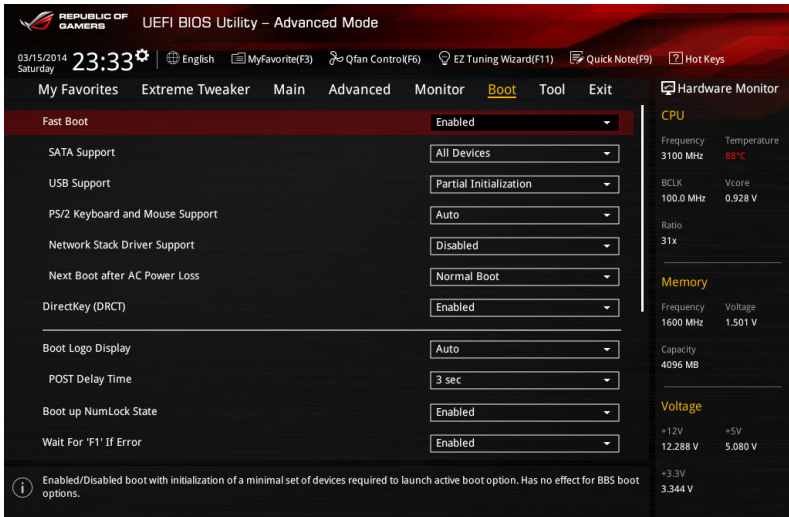 REPUBLIC OF
GAMERS
UEFI BIOS Utility – Advanced Mode
03/15/2014
Saturday
23:33
English
MyFavorite(F3)
Qfan Control(F6)
EZ Tuning Wizard(F11)
Quick Note(F9)
? Hot Keys
My Favorites
Extreme Tweaker
Main
Advanced
Monitor
Boot
Tool
Exit
Fast Boot Enabled
SATA Support All Devices
USB Support Partial Initialization
PS/2 Keyboard and Mouse Support Auto
Network Stack Driver Support Disabled
Next Boot after AC Power Loss Normal Boot
DirectKey (DRCT) Enabled
Boot Logo Display Auto
POST Delay Time 3 sec
Boot up NumLock State Enabled
Wait For 'F1' If Error Enabled
i
Enabled/Disabled boot with initialization of a minimal set of devices required to launch active boot option. Has no effect for BBS boot
options.
Hardware Monitor
CPU
Frequency Temperature
3100 MHz 88°C
BCLK Vcore
100.0 MHz 0.928 V
Ratio
31x
Memory
Frequency Voltage
1600 MHz 1.501 V
Capacity
4096 MB
Voltage
+12V +5V
12.288 V 5.080 V
+3.3V
3.344 V